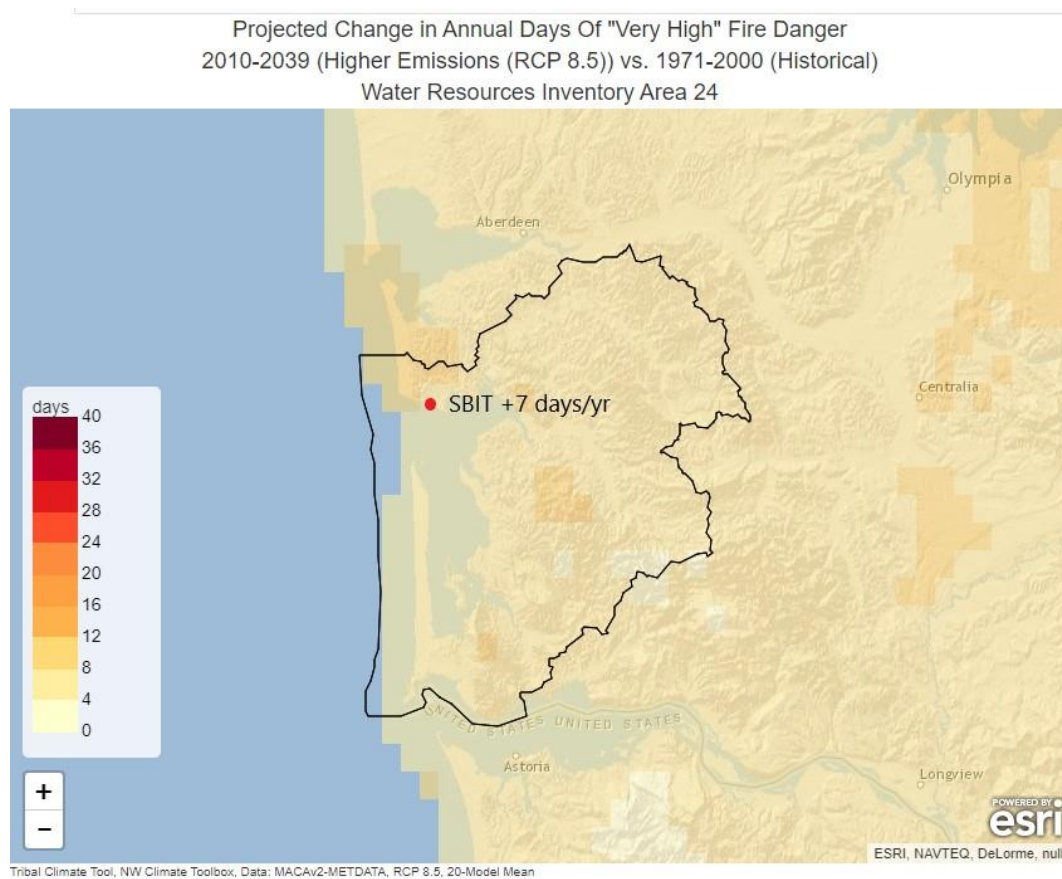 Projected Change in Annual Days Of "Very High" Fire Danger
2010-2039 (Higher Emissions (RCP 8.5)) vs. 1971-2000 (Historical)
Water Resources Inventory Area 24
Olympia
Aberdeen
Centralia
SBIT +7 days/yr
days
40
36
32
28
24
20
16
12
8
4
0
UNITED STATES UNITED STATES
Astoria
Longview
+
−
POWERED BY
esri
ESRI, NAVTEQ, DeLorme, null
Tribal Climate Tool, NW Climate Toolbox, Data: MACAv2-METDATA, RCP 8.5, 20-Model Mean